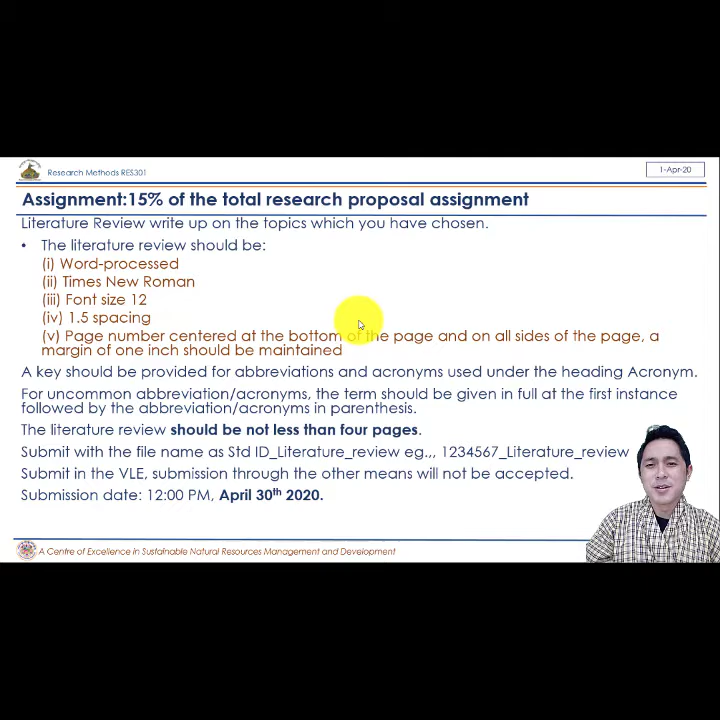 Research Methods RES301
1-Apr-20
Assignment:15% of the total research proposal assignment
Literature Review write up on the topics which you have chosen.
• The literature review should be:
(i) Word-processed
(ii) Times New Roman
(iii) Font size 12
(iv) 1.5 spacing
(v) Page number centered at the bottom of the page and on all sides of the page, a
margin of one inch should be maintained
A key should be provided for abbreviations and acronyms used under the heading Acronym.
For uncommon abbreviation/acronyms, the term should be given in full at the first instance
followed by the abbreviation/acronyms in parenthesis.
The literature review should be not less than four pages.
Submit with the file name as Std ID_Literature_review eg.,, 1234567_Literature_review
Submit in the VLE, submission through the other means will not be accepted.
Submission date: 12:00 PM, April 30th 2020.
A Centre of Excellence in Sustainable Natural Resources Management and Development